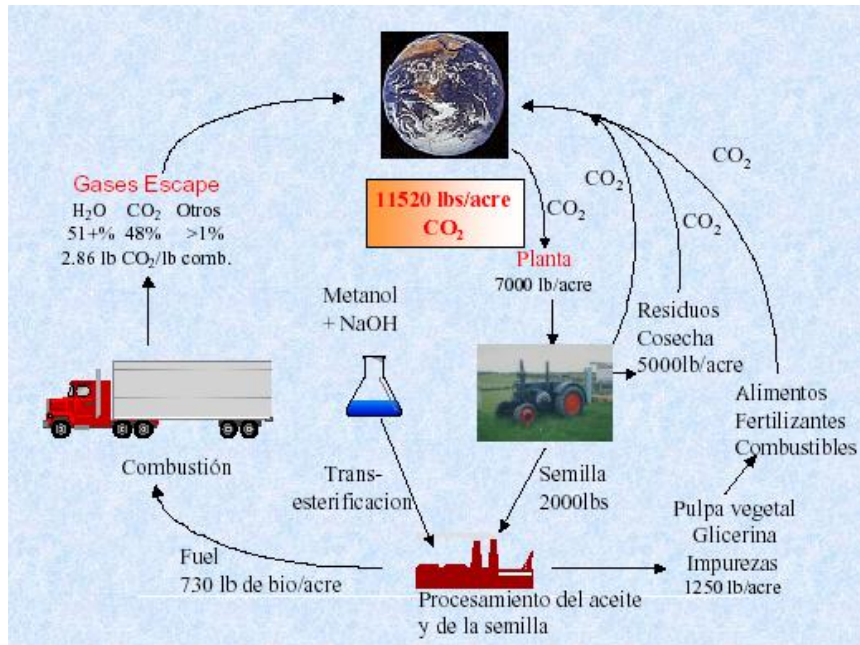 CO₂
Gases Escape
H₂O CO₂ Otros
51+% 48% >1%
2.86 lb CO₂/lb comb.
11520 lbs/acre
CO₂
CO₂
CO₂
CO₂
Planta
7000 lb/acre
Metanol
+ NaOH
Residuos
Cosecha
5000lb/acre
Alimentos
Fertilizantes
Combustibles
Combustión
Trans-
esterificacion
Semilla
2000lbs
Pulpa vegetal
Glicerina
Impurezas
1250 lb/acre
Fuel
730 lb de bio/acre
Procesamiento del aceite
y de la semilla